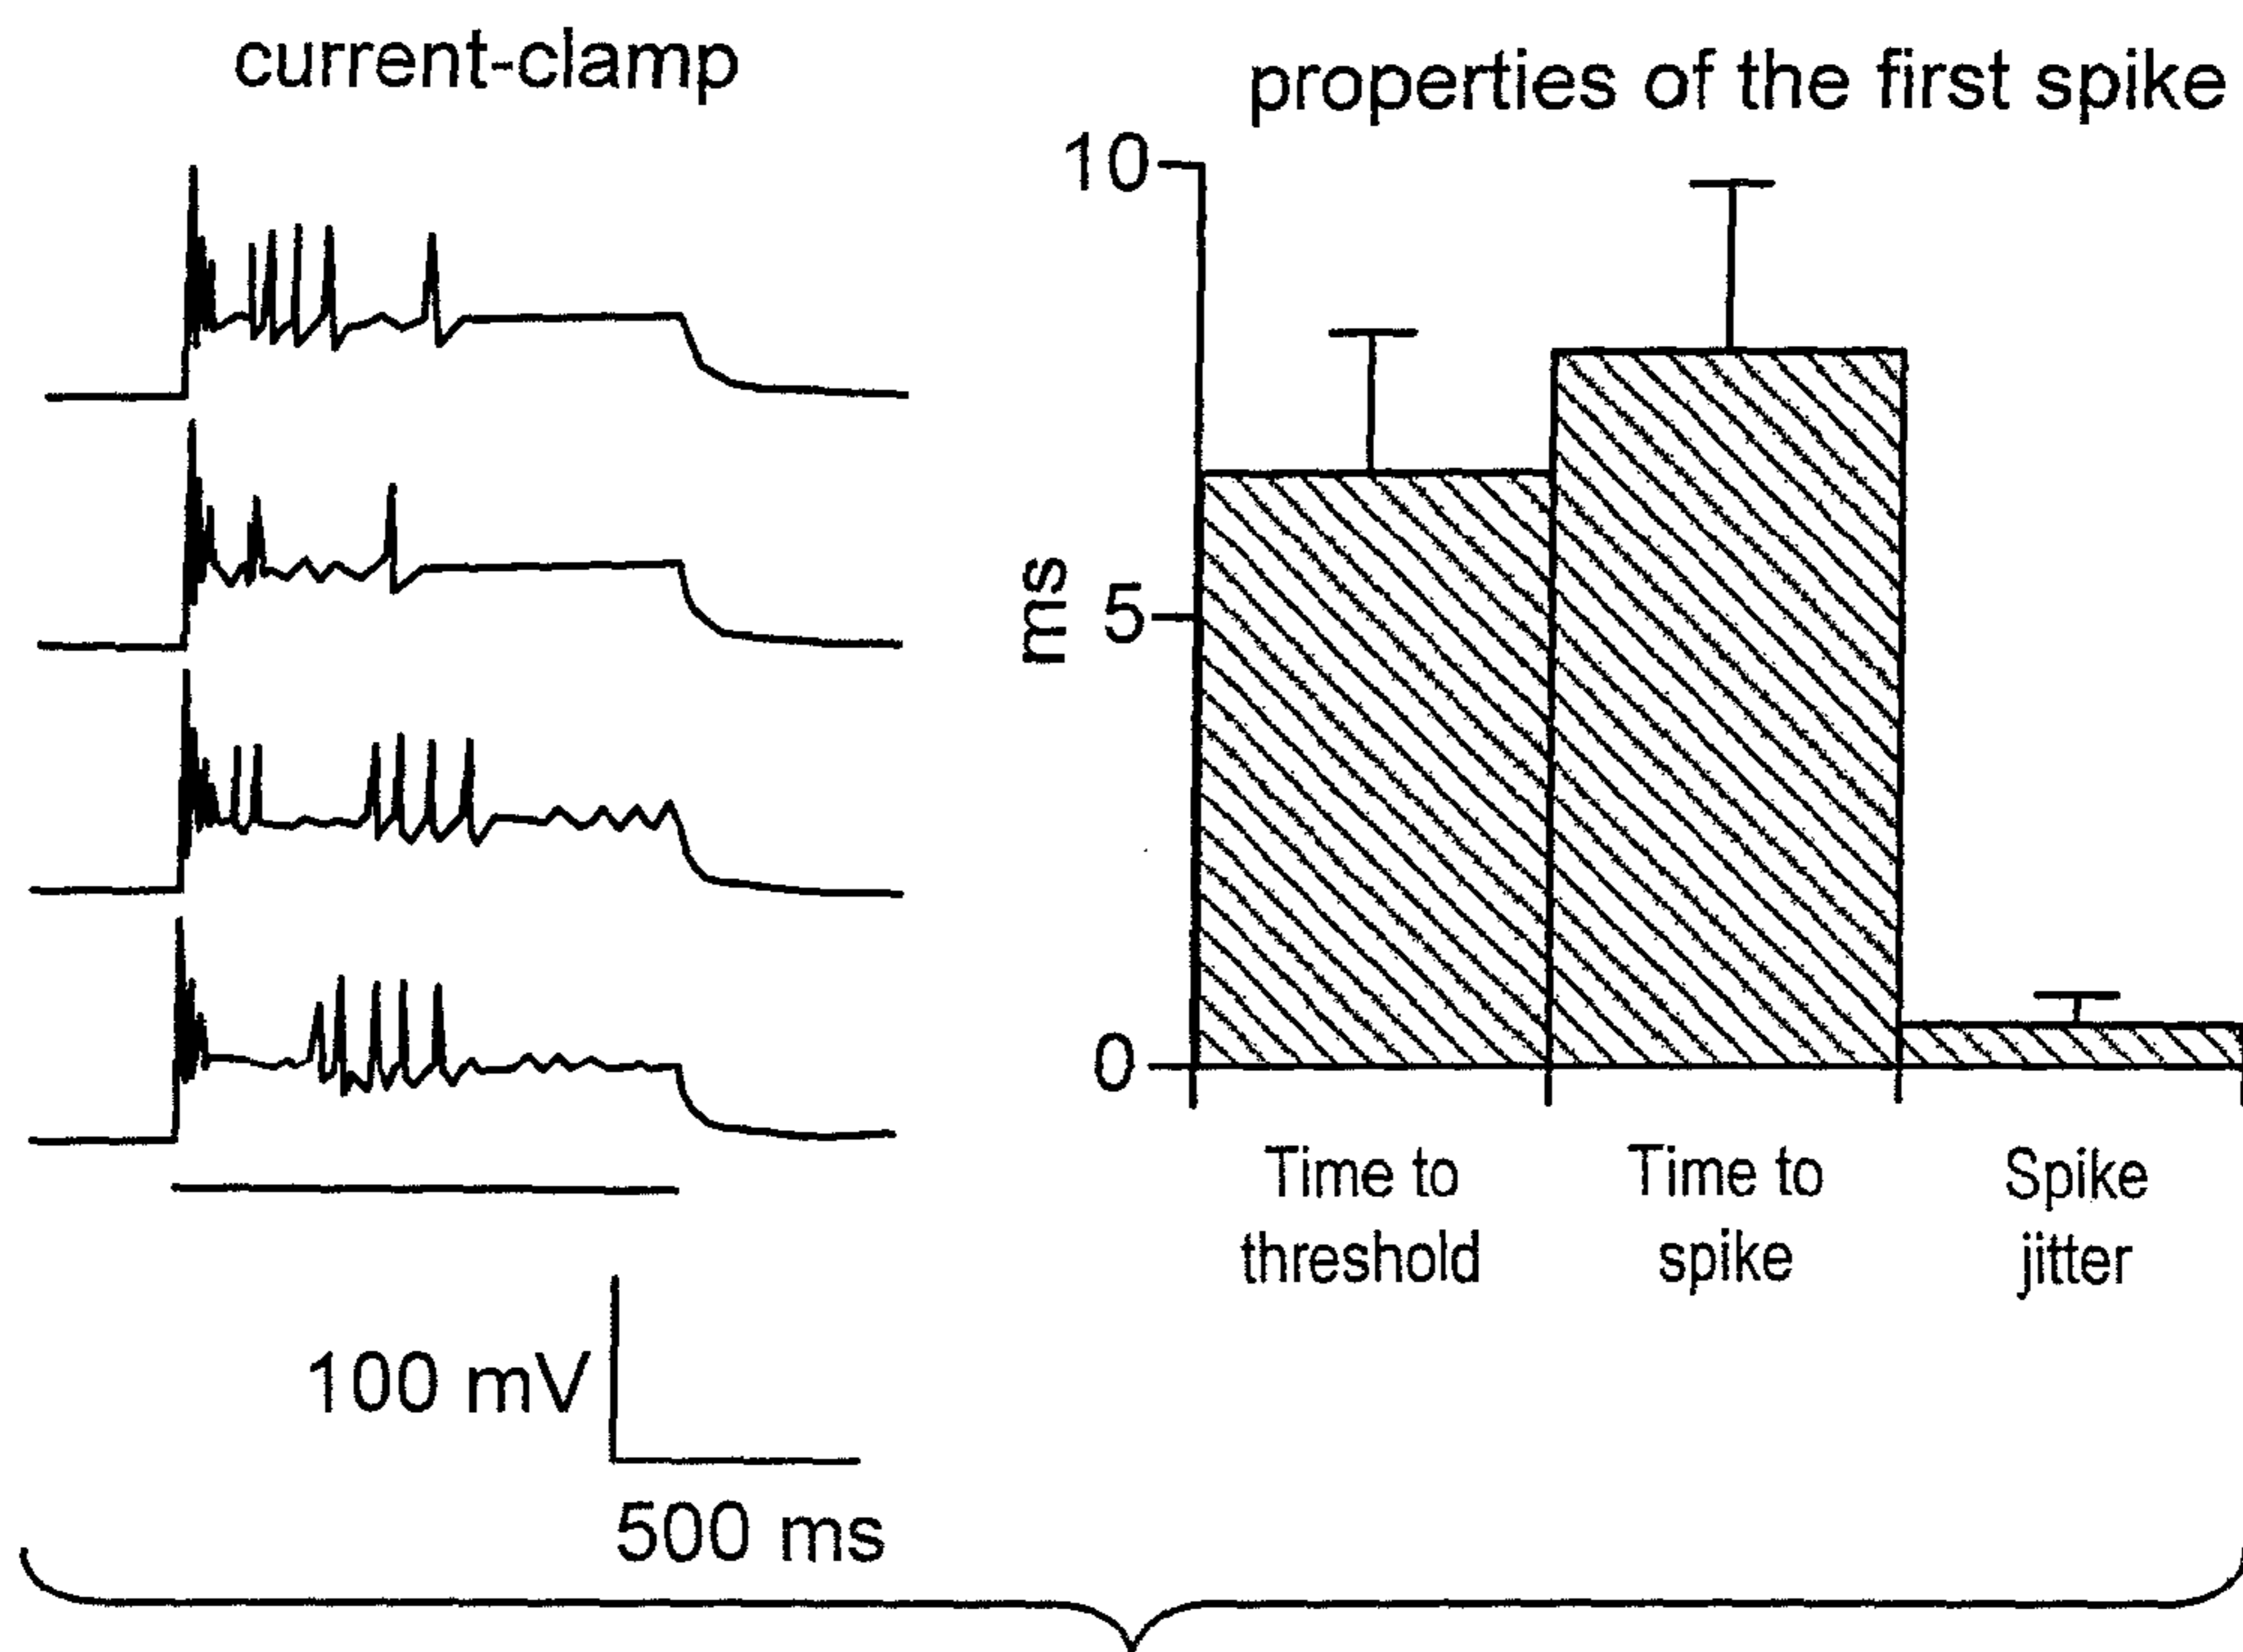 current-clamp
properties of the first spike
10
5
0
ms
Time to
threshold
Time to
spike
Spike
jitter
100 mV
500 ms